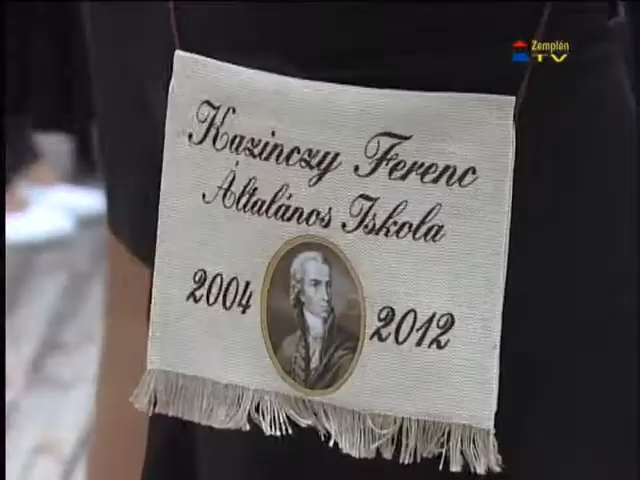 Zemplén
TV
Kazinczy Ferenc
Általános Iskola
2004 2012